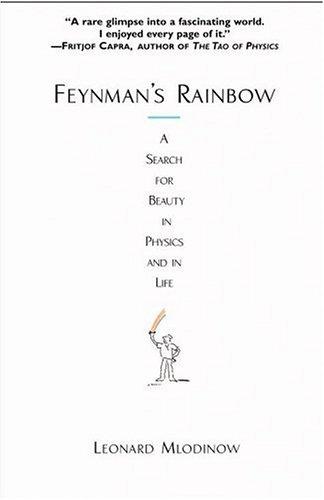 "A rare glimpse into a fascinating world.
I enjoyed every page of it."
—FRITJOF CAPRA, AUTHOR OF THE TAO OF PHYSICS
FEYNMAN'S RAINBOW
A
SEARCH
FOR
BEAUTY
IN
PHYSICS
AND IN
LIFE
LEONARD MLODINOW